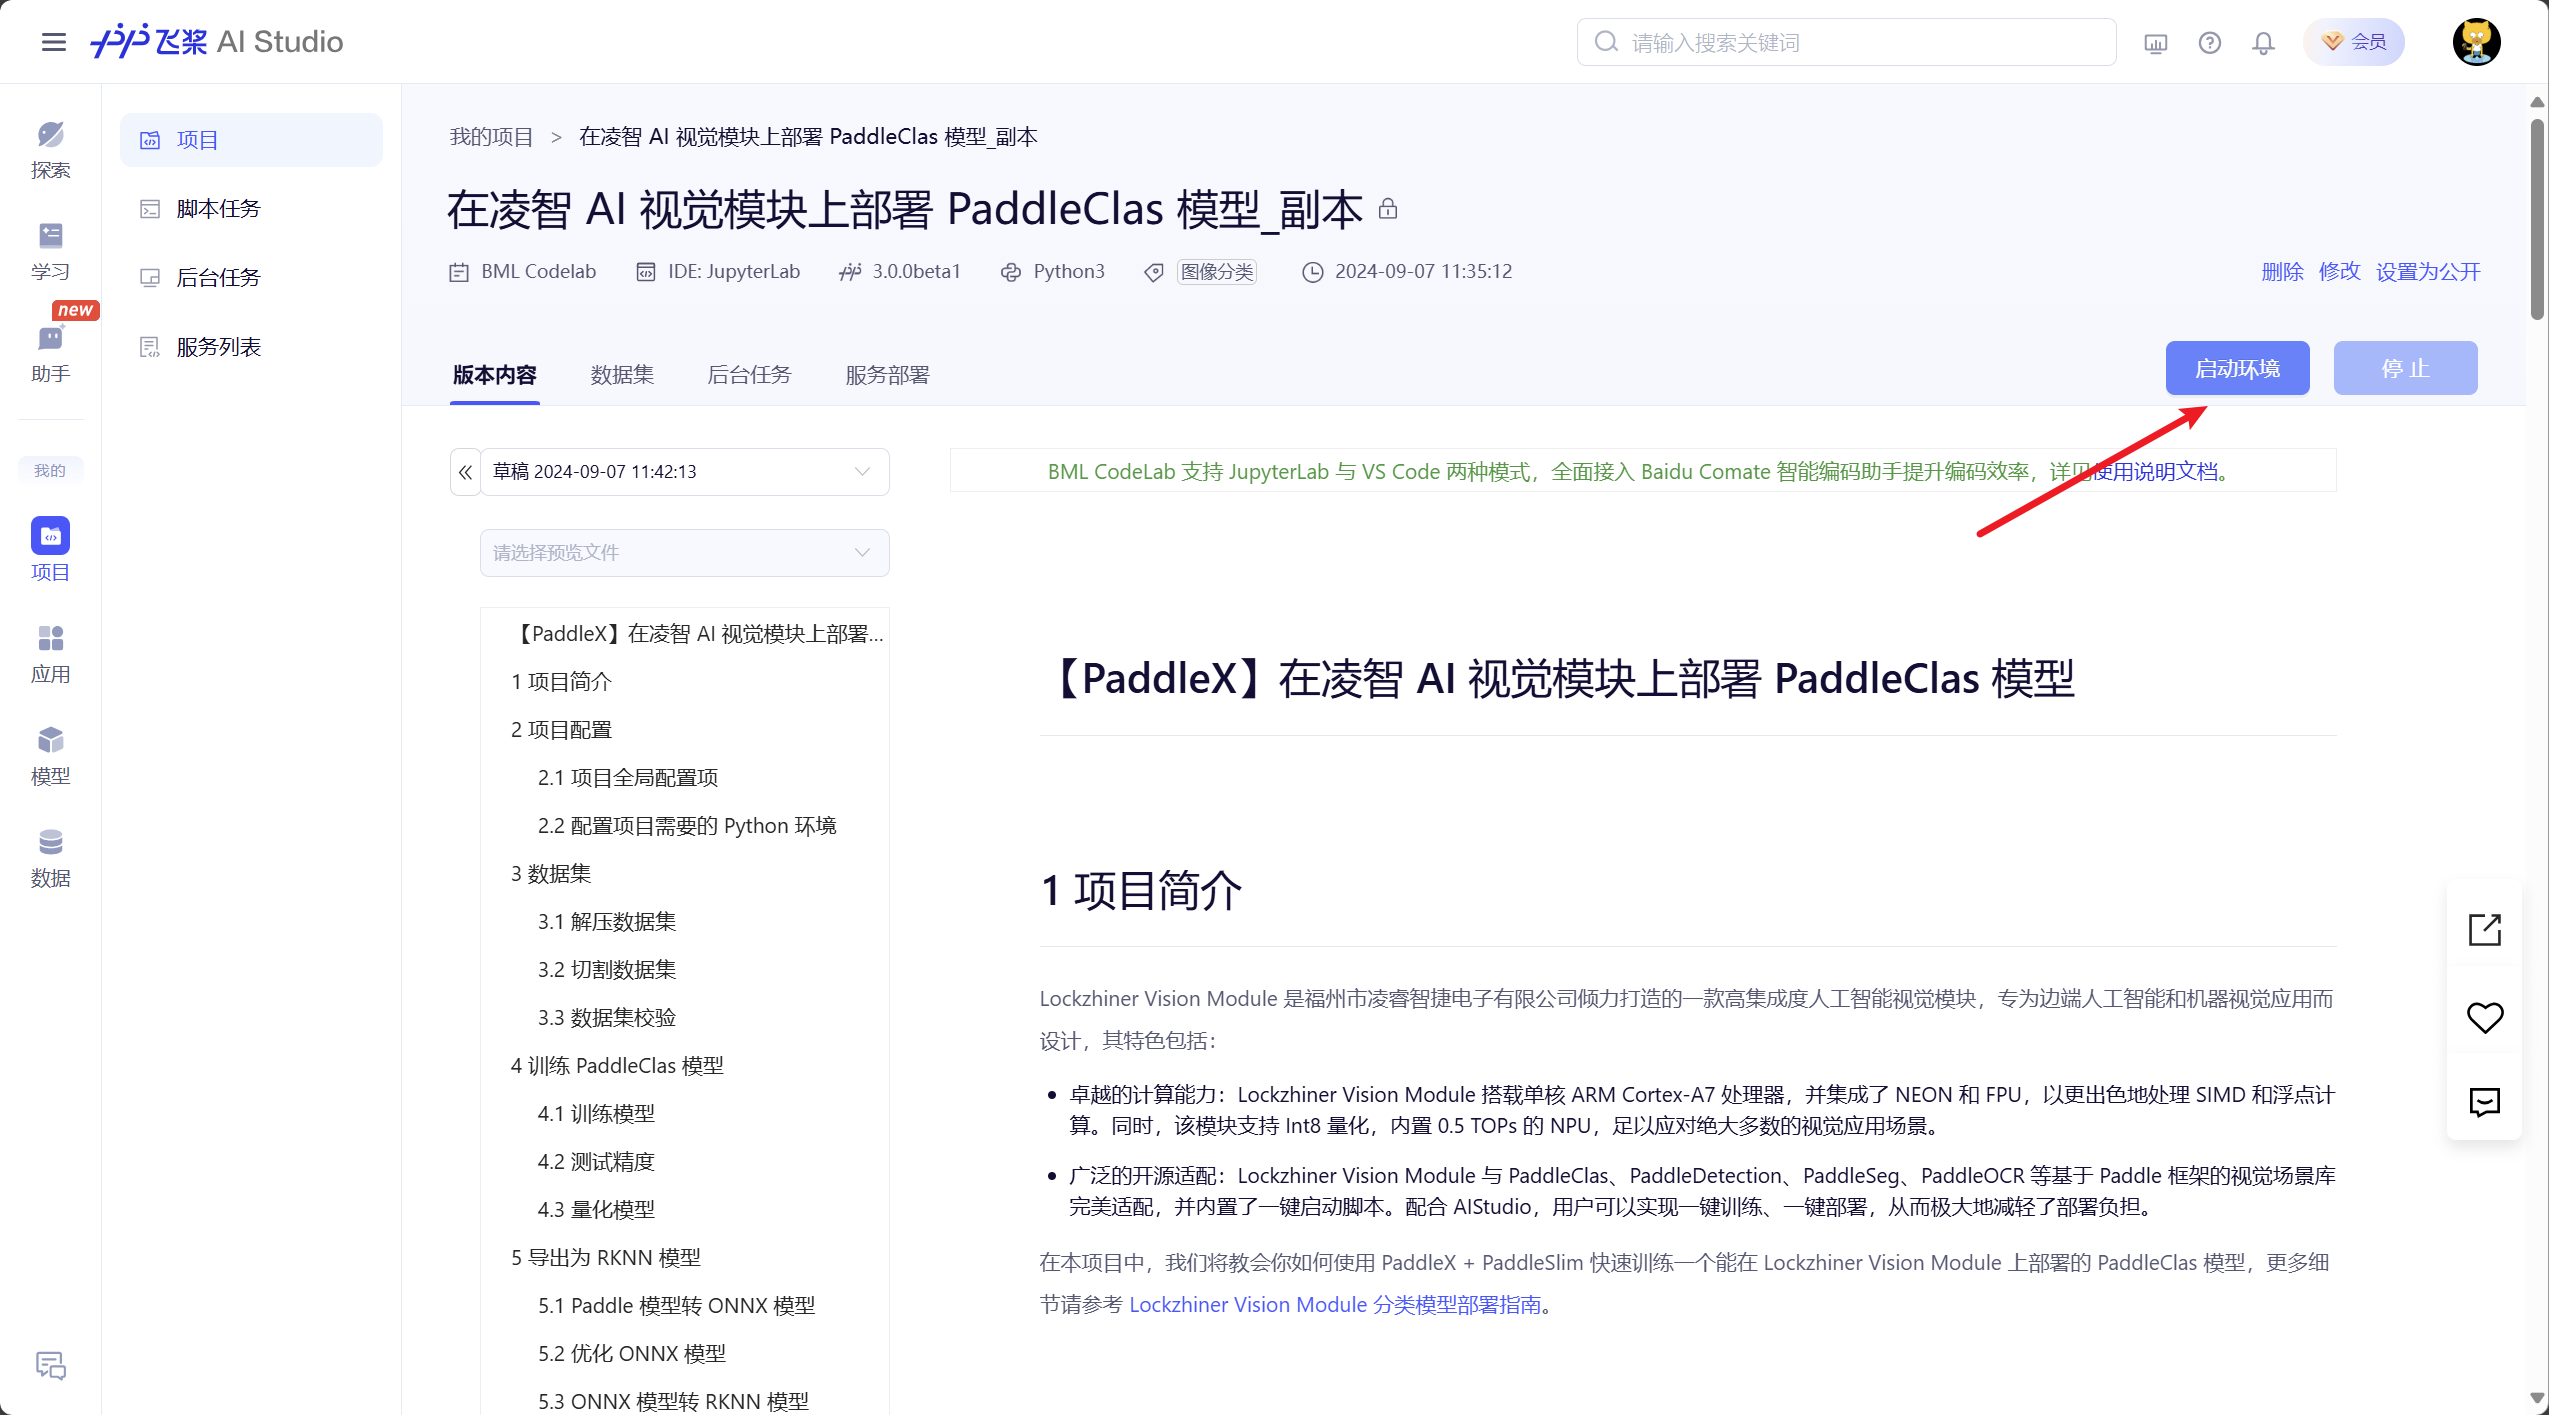 飞桨 AI Studio
请输入搜索关键词
会员
探索
学习
new
助手
我的
项目
应用
模型
数据
项目
脚本任务
后台任务
服务列表
我的项目 > 在凌智 AI 视觉模块上部署 PaddleClas 模型_副本
在凌智 AI 视觉模块上部署 PaddleClas 模型_副本
BML Codelab IDE: JupyterLab 3.0.0beta1 Python3 图像分类 2024-09-07 11:35:12
删除 修改 设置为公开
版本内容 数据集 后台任务 服务部署
启动环境 停 止
草稿 2024-09-07 11:42:13
请选择预览文件
【PaddleX】在凌智 AI 视觉模块上部署...
1 项目简介
2 项目配置
2.1 项目全局配置项
2.2 配置项目需要的 Python 环境
3 数据集
3.1 解压数据集
3.2 切割数据集
3.3 数据集校验
4 训练 PaddleClas 模型
4.1 训练模型
4.2 测试精度
4.3 量化模型
5 导出为 RKNN 模型
5.1 Paddle 模型转 ONNX 模型
5.2 优化 ONNX 模型
5.3 ONNX 模型转 RKNN 模型
BML CodeLab 支持 JupyterLab 与 VS Code 两种模式，全面接入 Baidu Comate 智能编码助手提升编码效率，详见使用说明文档。
【PaddleX】在凌智 AI 视觉模块上部署 PaddleClas 模型
1 项目简介
Lockzhiner Vision Module 是福州市凌睿智捷电子有限公司倾力打造的一款高集成度人工智能视觉模块，专为边端人工智能和机器视觉应用而
设计，其特色包括：
• 卓越的计算能力：Lockzhiner Vision Module 搭载单核 ARM Cortex-A7 处理器，并集成了 NEON 和 FPU，以更出色地处理 SIMD 和浮点计
算。同时，该模块支持 Int8 量化，内置 0.5 TOPs 的 NPU，足以应对绝大多数的视觉应用场景。
• 广泛的开源适配：Lockzhiner Vision Module 与 PaddleClas、PaddleDetection、PaddleSeg、PaddleOCR 等基于 Paddle 框架的视觉场景库
完美适配，并内置了一键启动脚本。配合 AIStudio，用户可以实现一键训练、一键部署，从而极大地减轻了部署负担。
在本项目中，我们将教会你如何使用 PaddleX + PaddleSlim 快速训练一个能在 Lockzhiner Vision Module 上部署的 PaddleClas 模型，更多细
节请参考 Lockzhiner Vision Module 分类模型部署指南。